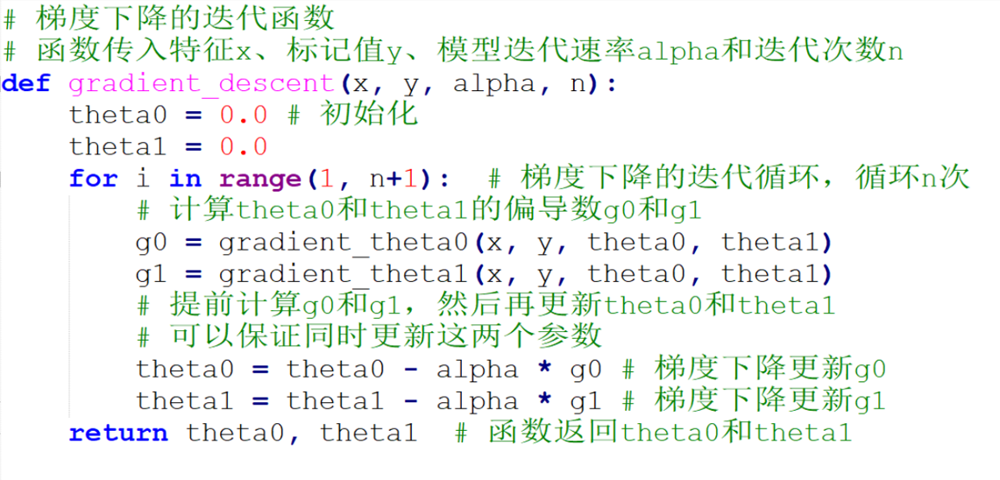 # 梯度下降的迭代函数
# 函数传入特征x、标记值y、模型迭代速率alpha和迭代次数n
def gradient_descent(x, y, alpha, n):
    theta0 = 0.0 # 初始化
    theta1 = 0.0
    for i in range(1, n+1):  # 梯度下降的迭代循环，循环n次
        # 计算theta0和theta1的偏导数g0和g1
        g0 = gradient_theta0(x, y, theta0, theta1)
        g1 = gradient_theta1(x, y, theta0, theta1)
        # 提前计算g0和g1，然后再更新theta0和theta1
        # 可以保证同时更新这两个参数
        theta0 = theta0 - alpha * g0 # 梯度下降更新g0
        theta1 = theta1 - alpha * g1 # 梯度下降更新g1
    return theta0, theta1  # 函数返回theta0和theta1